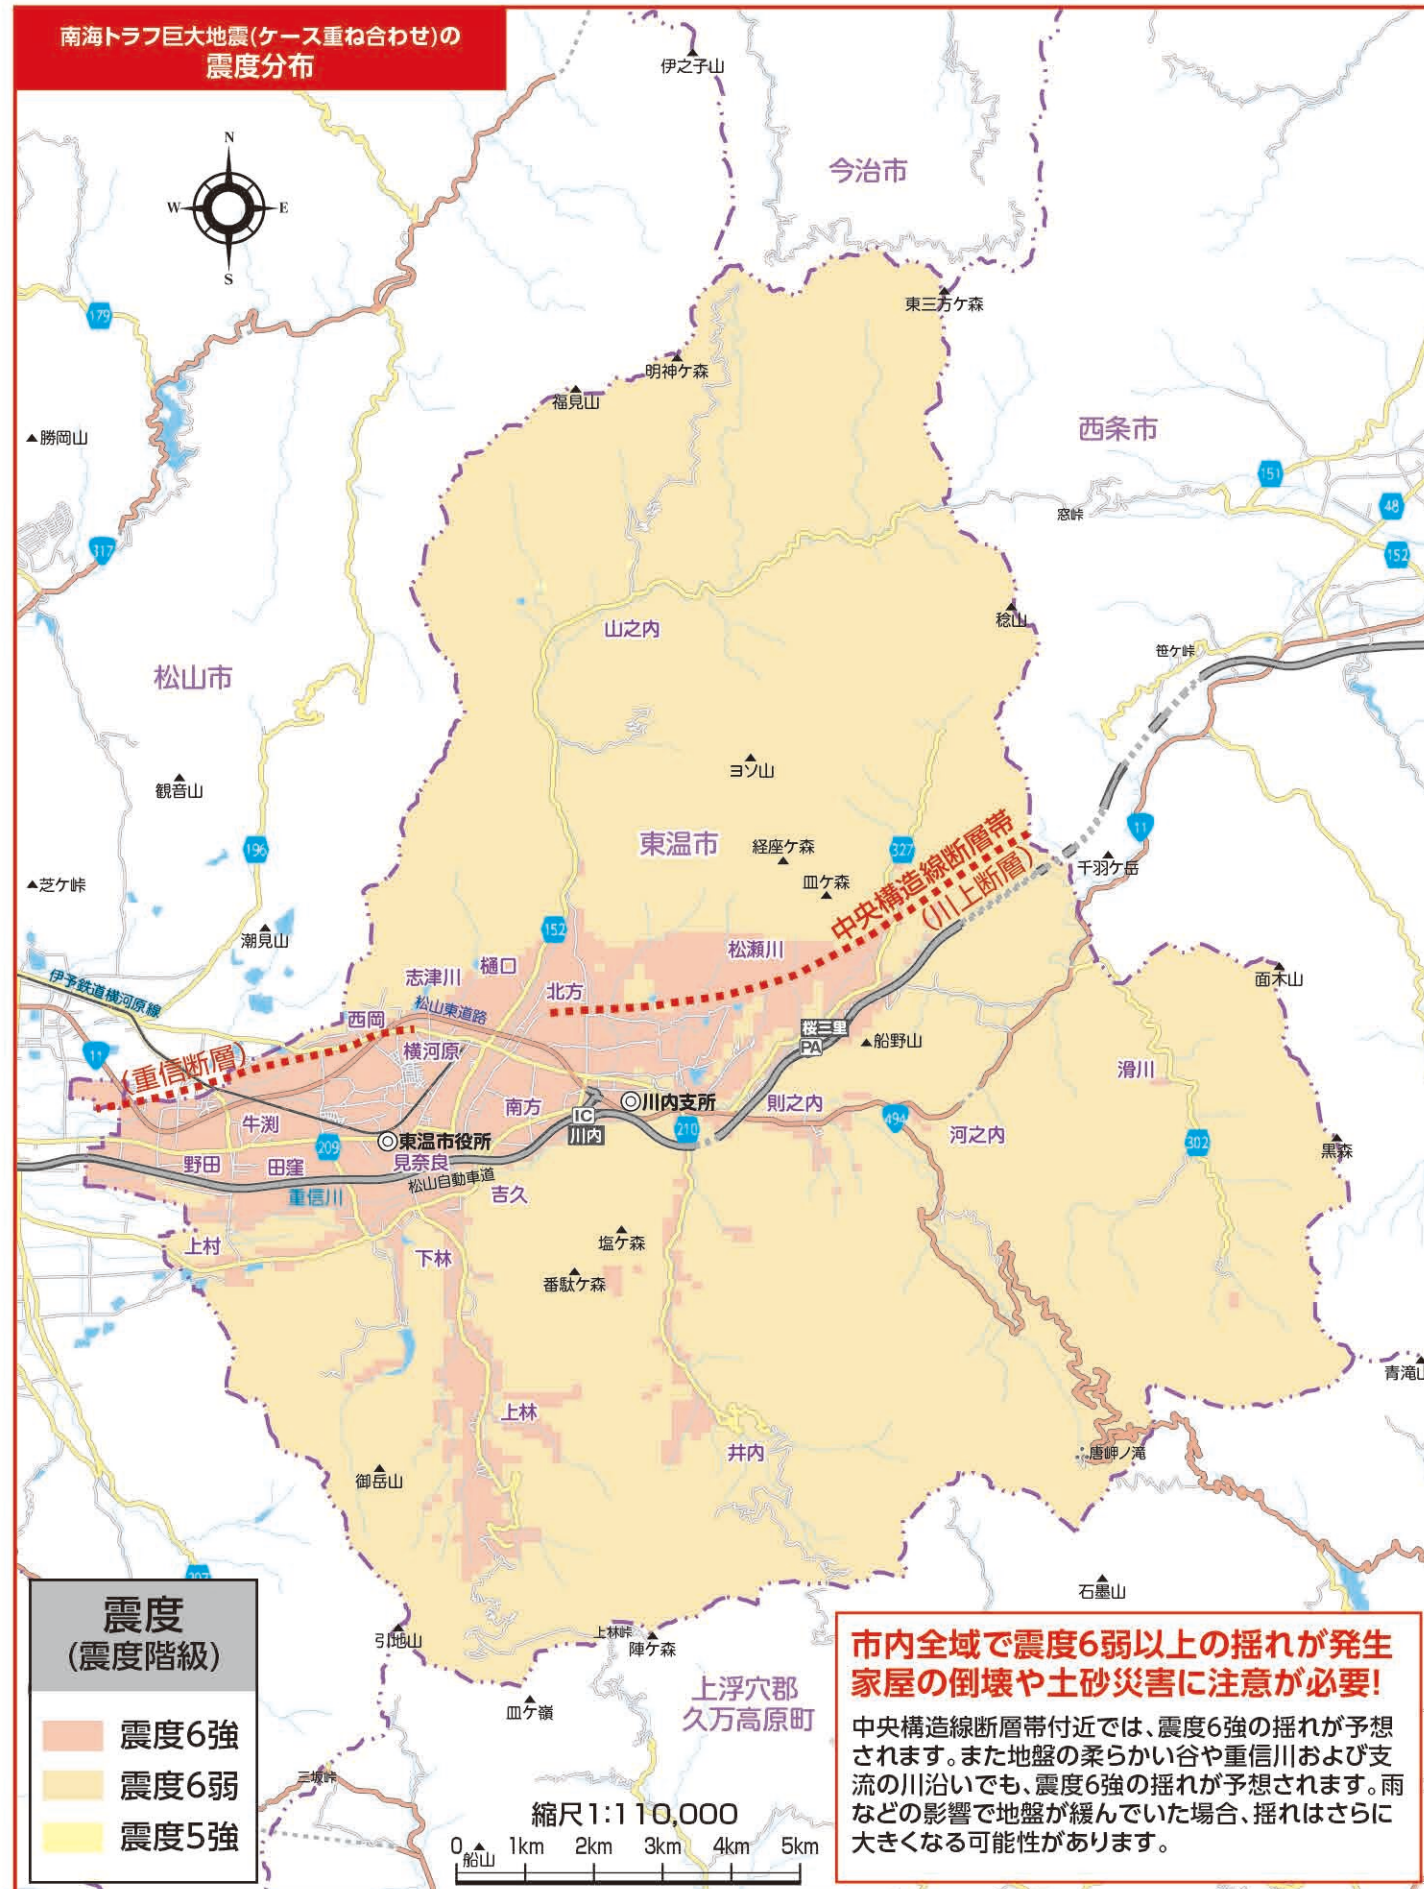 南海トラフ巨大地震(ケース重ね合わせ)の
震度分布
伊之子山
今治市
N
W
E
S
東三方ケ森
179
明神ケ森
福見山
勝岡山
西条市
151
48
窓峠
152
317
稔山
山之内
笹ケ峠
松山市
ヨソ山
観音山
東温市
経座ケ森
327
11
196
皿ケ森
中央構造線断層帯
(川上断層)
千羽ケ岳
芝ケ峠
152
潮見山
松瀬川
樋口
志津川
北方
面木山
伊予鉄道横河原線
松山東道路
西岡
桜三里
PA
船野山
11
横河原
滑川
(重信断層)
南方
川内支所
則之内
IC
川内
牛渕
494
210
河之内
302
209
東温市役所
黒森
野田
田窪
見奈良
松山自動車道
重信川
吉久
上村
塩ケ森
下林
番駄ケ森
青滝山
上林
井内
唐岬ノ滝
御岳山
207
石墨山
引地山
上林峠
陣ケ森
上浮穴郡
久万高原町
皿ケ嶺
三坂峠
震度
(震度階級)
震度6強
震度6弱
震度5強
縮尺1:110,000
0 1km 2km 3km 4km 5km
船山
市内全域で震度6弱以上の揺れが発生
家屋の倒壊や土砂災害に注意が必要!
中央構造線断層帯付近では、震度6強の揺れが予想
されます。また地盤の柔らかい谷や重信川および支
流の川沿いでも、震度6強の揺れが予想されます。雨
などの影響で地盤が緩んでいた場合、揺れはさらに
大きくなる可能性があります。